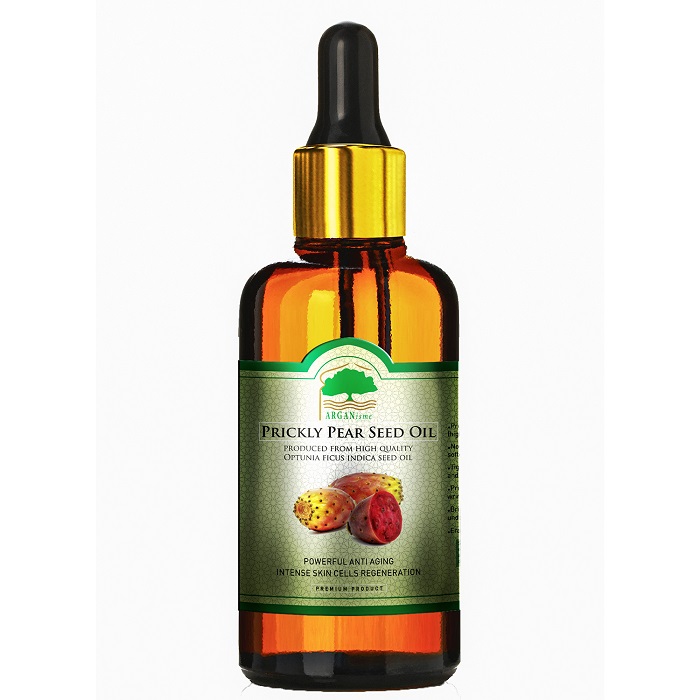 ARGANisme
PRICKLY PEAR SEED OIL
PRODUCED FROM HIGH QUALITY
OPTUNIA FICUS INDICA SEED OIL
POWERFUL ANTI AGING
INTENSE SKIN CELLS REGENERATION
PREMIUM PRODUCT